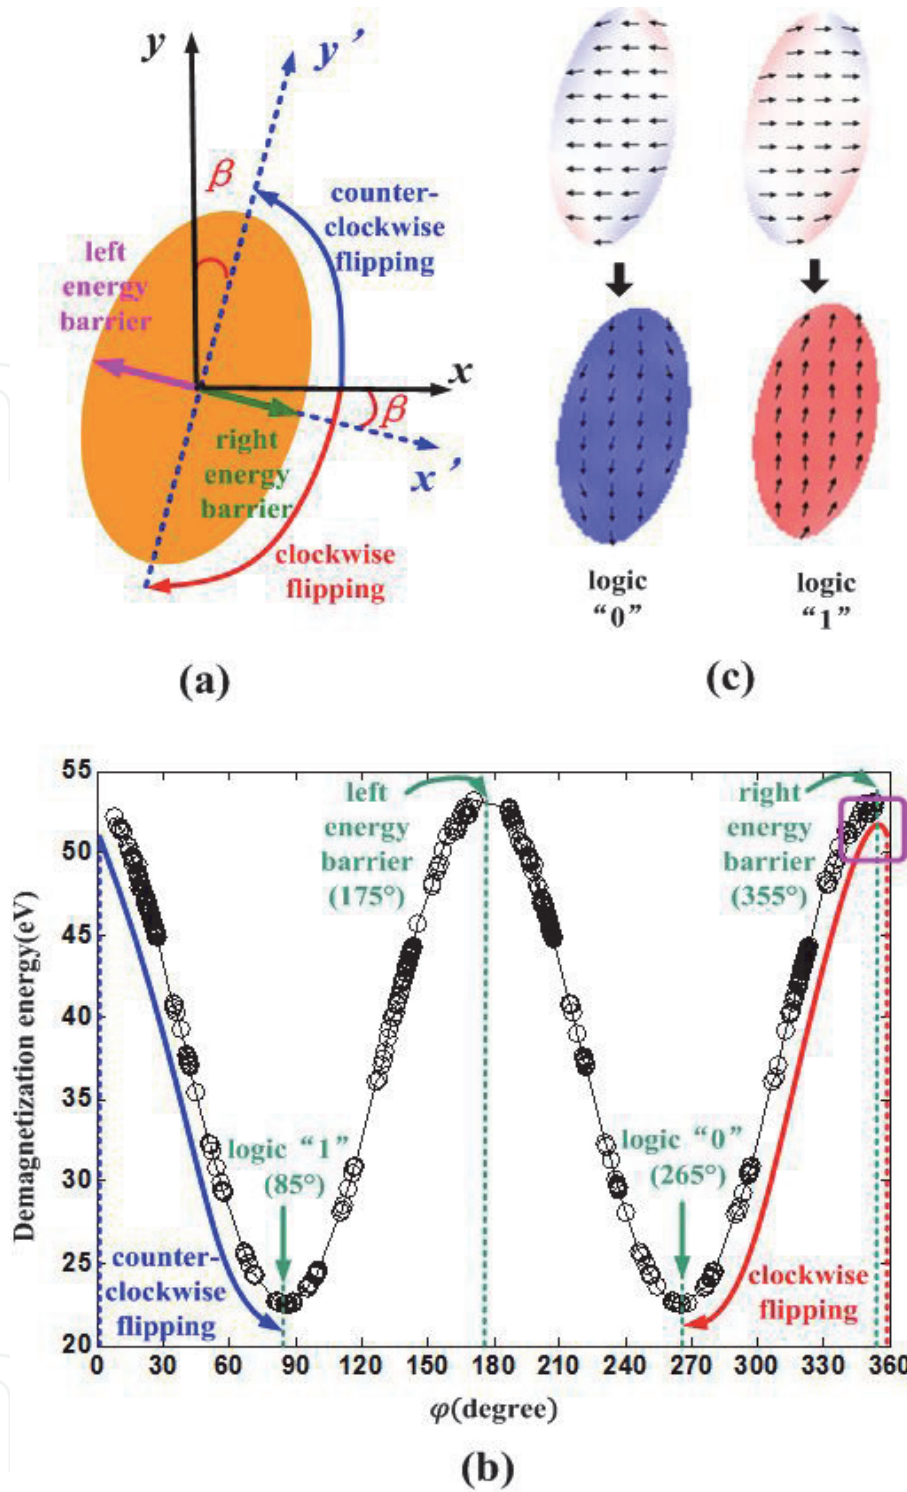 y
y’
β
counter-
clockwise
flipping
left
energy
barrier
x
β
right
energy
barrier
x’
clockwise
flipping
(a)
logic
“0”
logic
“1”
(c)
55
50
45
40
35
30
25
20
Demagnetization energy(eV)
left
energy
barrier
(175°)
right
energy
barrier
(355°)
logic “1”
(85°)
logic “0”
(265°)
counter-
clockwise
flipping
clockwise
flipping
0 30 60 90 120 150 180 210 240 270 300 330 360
φ(degree)
(b)